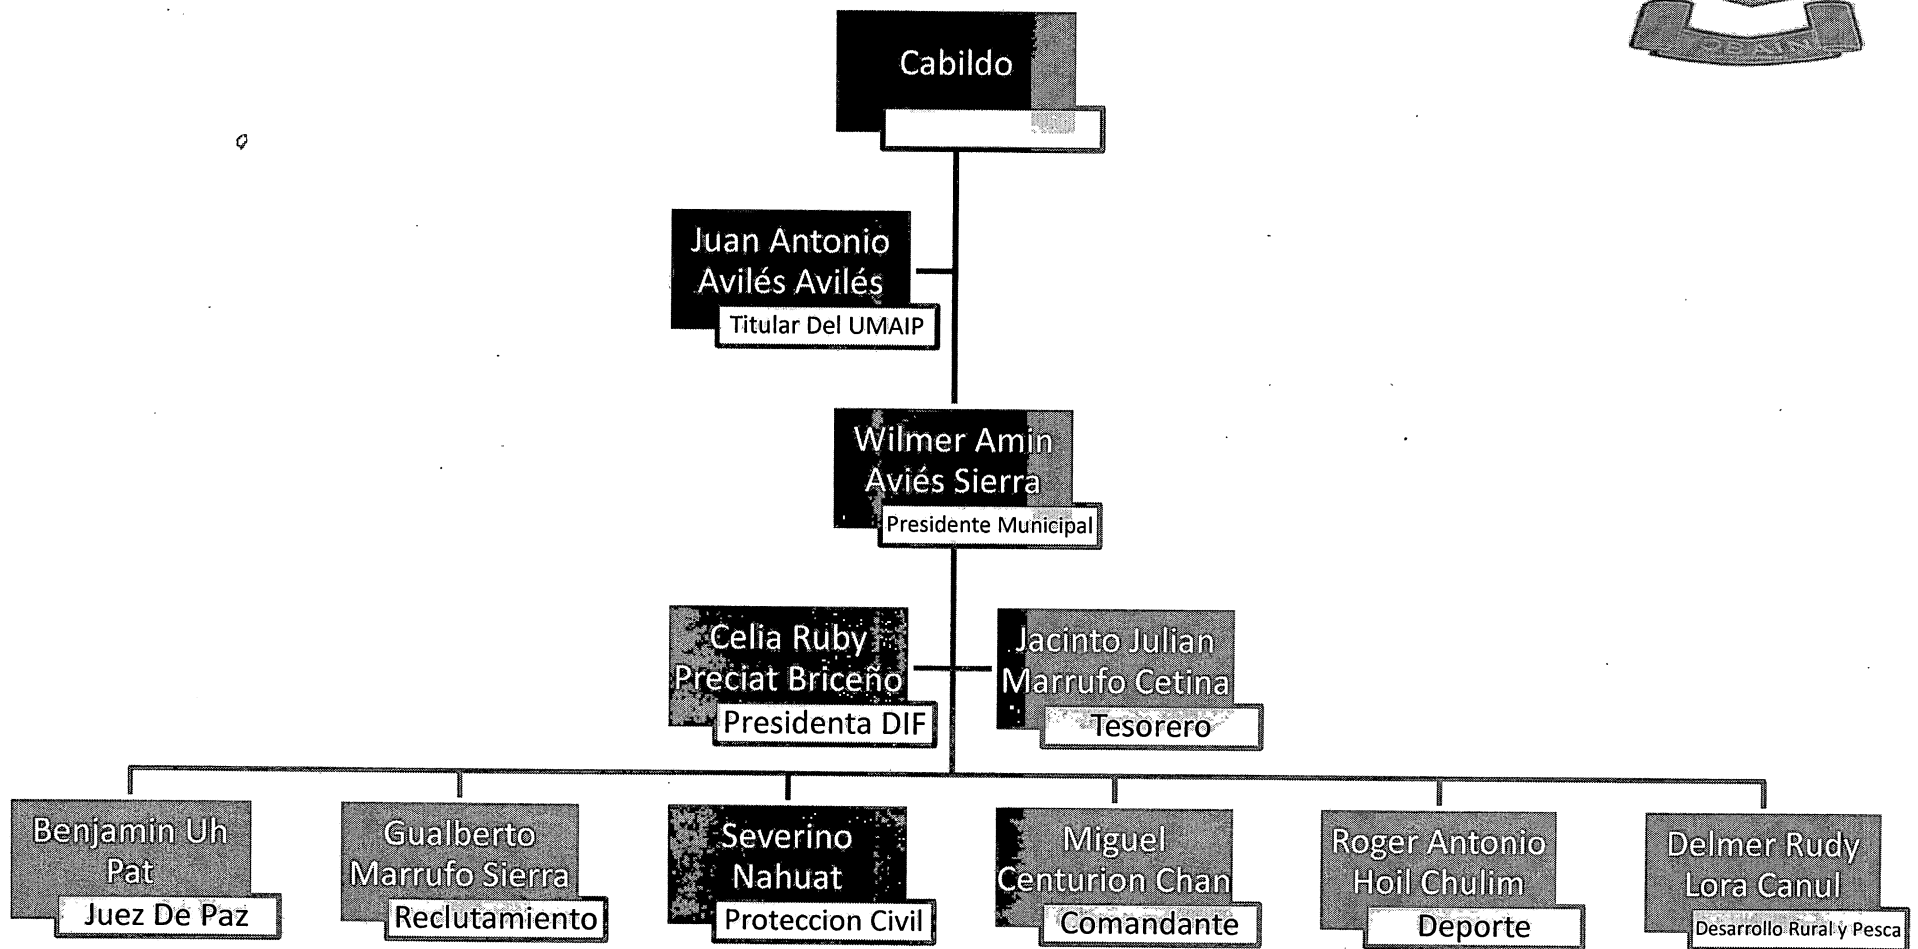 Cabildo
Juan Antonio
Avilés Avilés
Titular Del UMAIP
Wilmer Amin
Aviés Sierra
Presidente Municipal
Celia Ruby
Preciat Briceño
Presidenta DIF
Jacinto Julian
Marrufo Cetina
Tesorero
Benjamin Uh
Pat
Juez De Paz
Gualberto
Marrufo Sierra
Reclutamiento
Severino
Nahuat
Proteccion Civil
Miguel
Centurion Chan
Comandante
Roger Antonio
Hoil Chulim
Deporte
Delmer Rudy
Lora Canul
Desarrollo Rural y Pesca